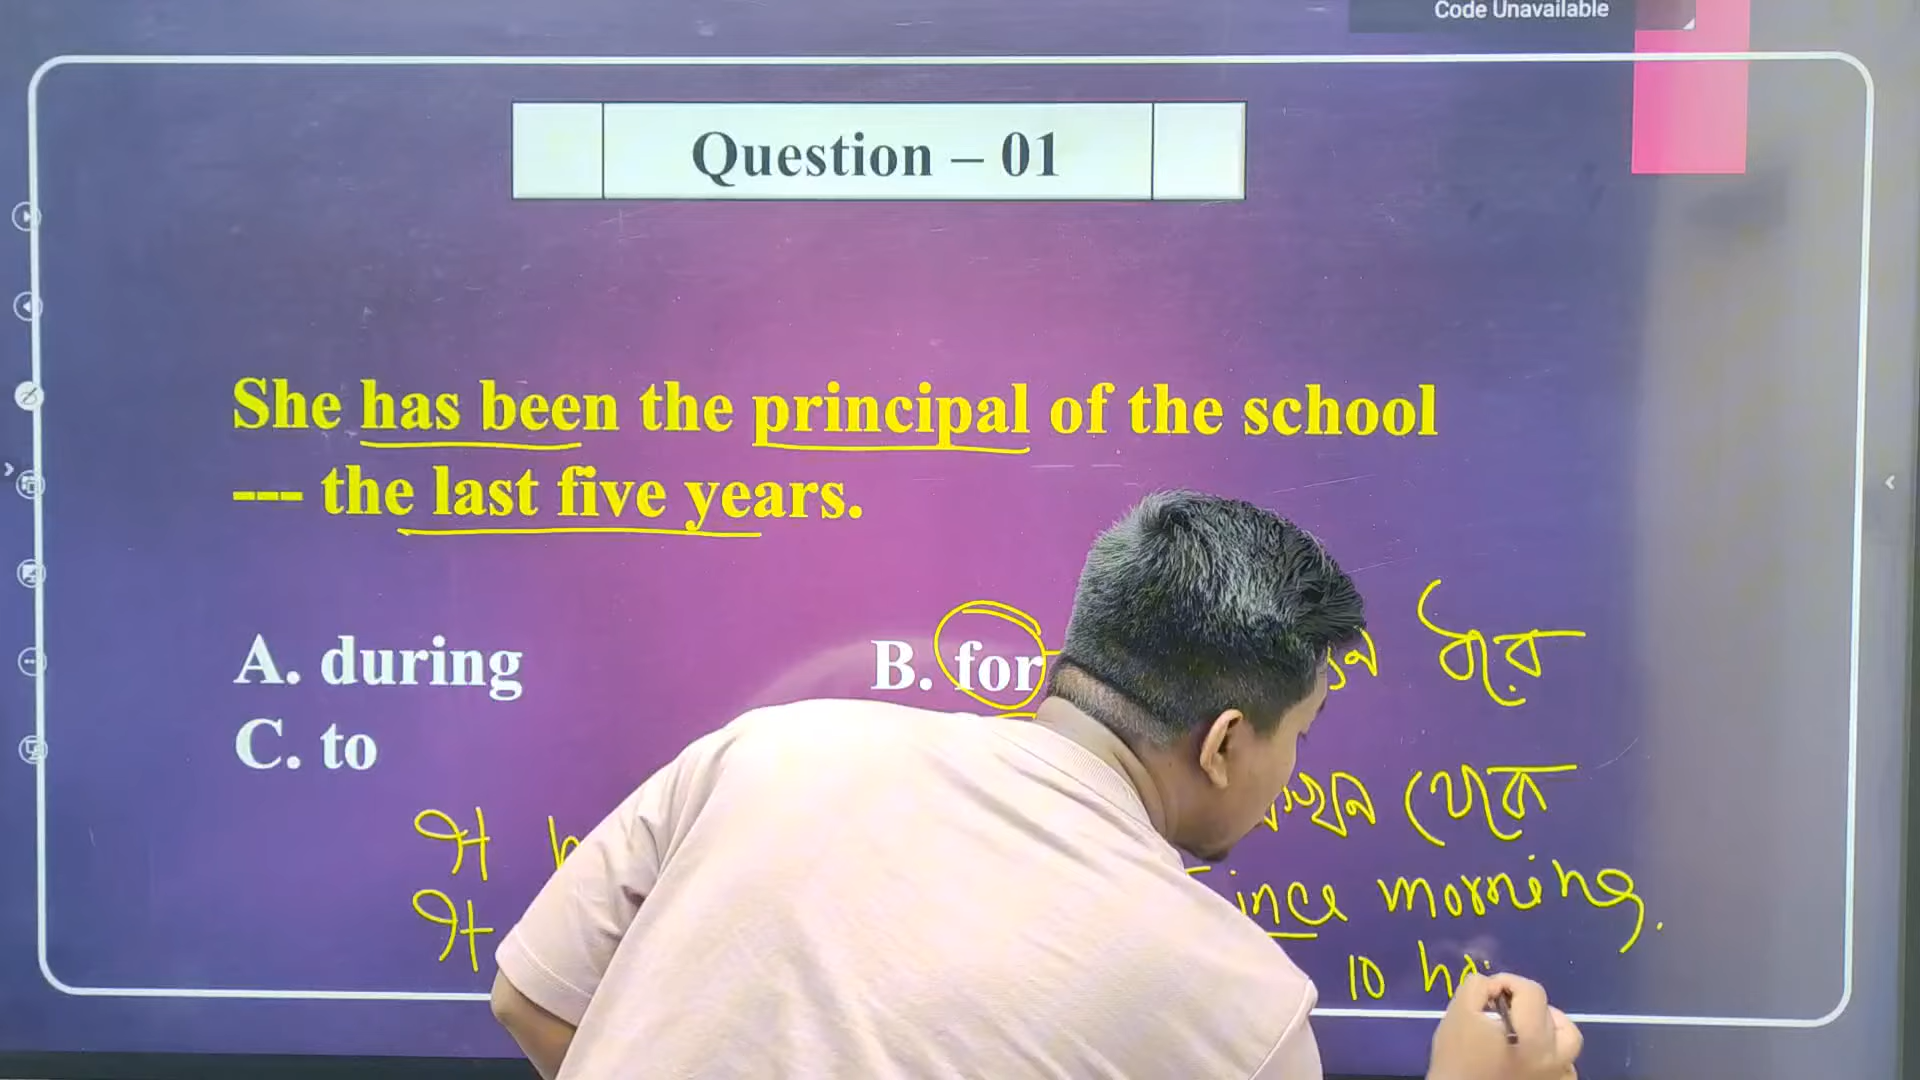 Code Unavailable
Question – 01
She has been the principal of the school
--- the last five years.
A. during
B. for
ধরে
C. to
থেকে
It
ince morning.
It
10